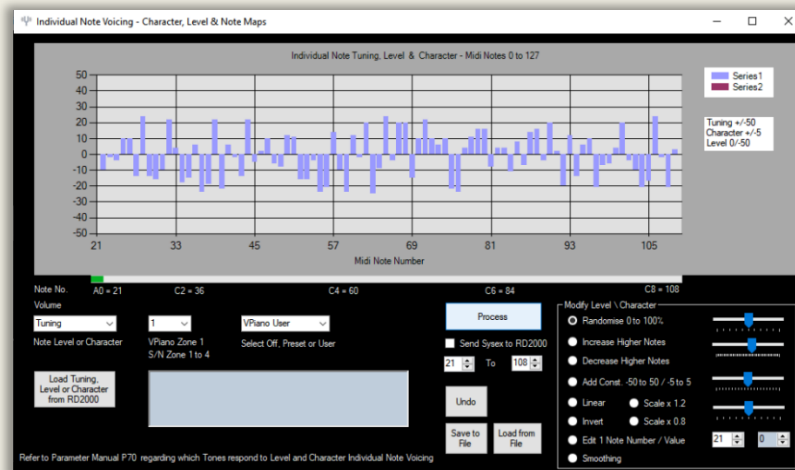 Individual Note Voicing - Character, Level & Note Maps
Individual Note Tuning, Level & Character - Midi Notes 0 to 127
50
40
30
20
10
0
-10
-20
-30
-40
-50
21 33 45 57 69 81 93 105
Midi Note Number
Series1
Series2
Tuning +/-50
Character +/-5
Level 0/-50
Note No. A0 = 21 C2 = 36 C4 = 60 C6 = 84 C8 = 108
Volume
Tuning 1 VPiano User
Note Level or Character
VPiano Zone 1
S/N Zone 1 to 4
Select Off, Preset or User
Load Tuning,
Level or Character
from RD2000
Process
Send Sysex to RD2000
21 To 108
Undo
Save to
File
Load from
File
Modify Level \ Character
Randomise 0 to 100%
Increase Higher Notes
Decrease Higher Notes
Add Const. -50 to 50 / -5 to 5
Linear Scale x 1.2
Invert Scale x 0.8
Edit 1 Note Number / Value 21 0
Smoothing
Refer to Parameter Manual P70 regarding which Tones respond to Level and Character Individual Note Voicing